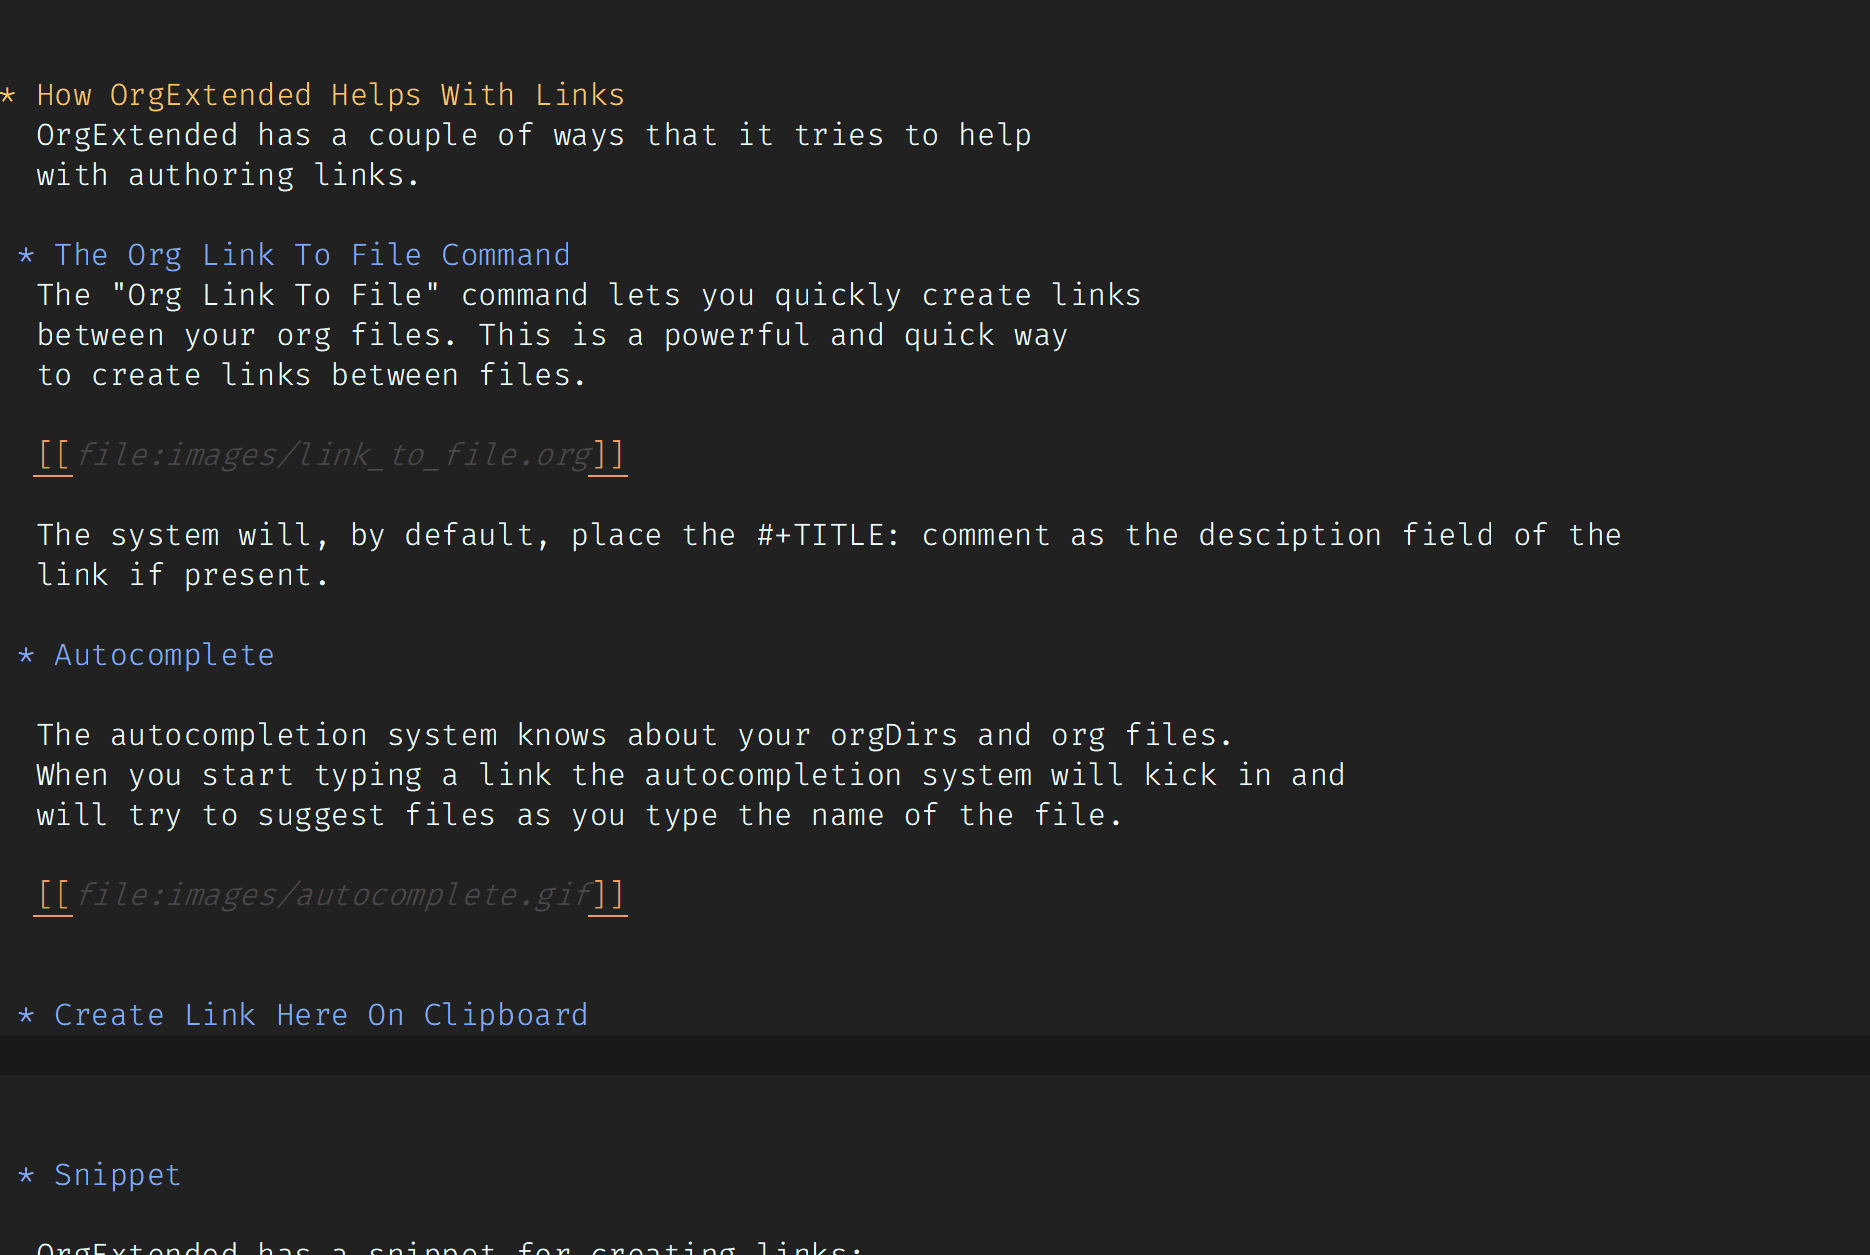 * How OrgExtended Helps With Links
OrgExtended has a couple of ways that it tries to help
with authoring links.
* The Org Link To File Command
The "Org Link To File" command lets you quickly create links
between your org files. This is a powerful and quick way
to create links between files.
[[file:images/link_to_file.org]]
The system will, by default, place the #+TITLE: comment as the desciption field of the
link if present.
* Autocomplete
The autocompletion system knows about your orgDirs and org files.
When you start typing a link the autocompletion system will kick in and
will try to suggest files as you type the name of the file.
[[file:images/autocomplete.gif]]
* Create Link Here On Clipboard
* Snippet
OrgExtended has a snippet for creating links: